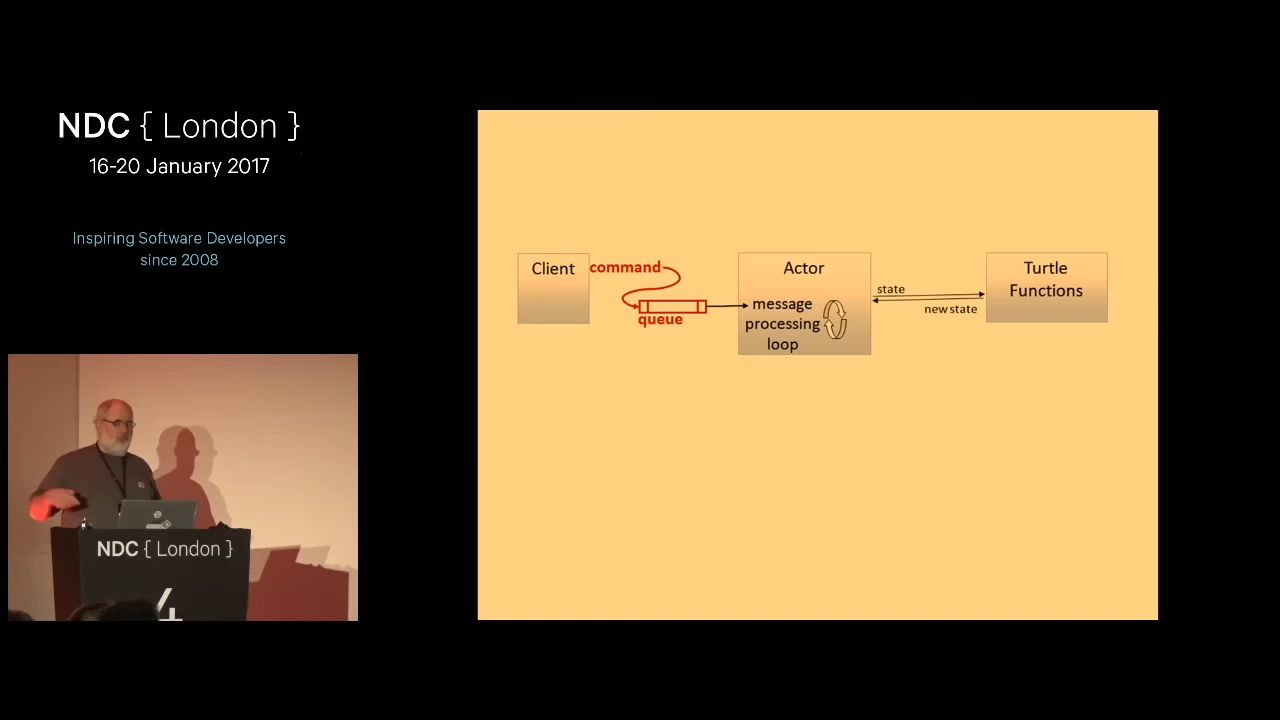 NDC { London }
16-20 January 2017
Inspiring Software Developers
since 2008
Client
command
queue
Actor
message
processing
loop
state
new state
Turtle
Functions
NDC { London }
4